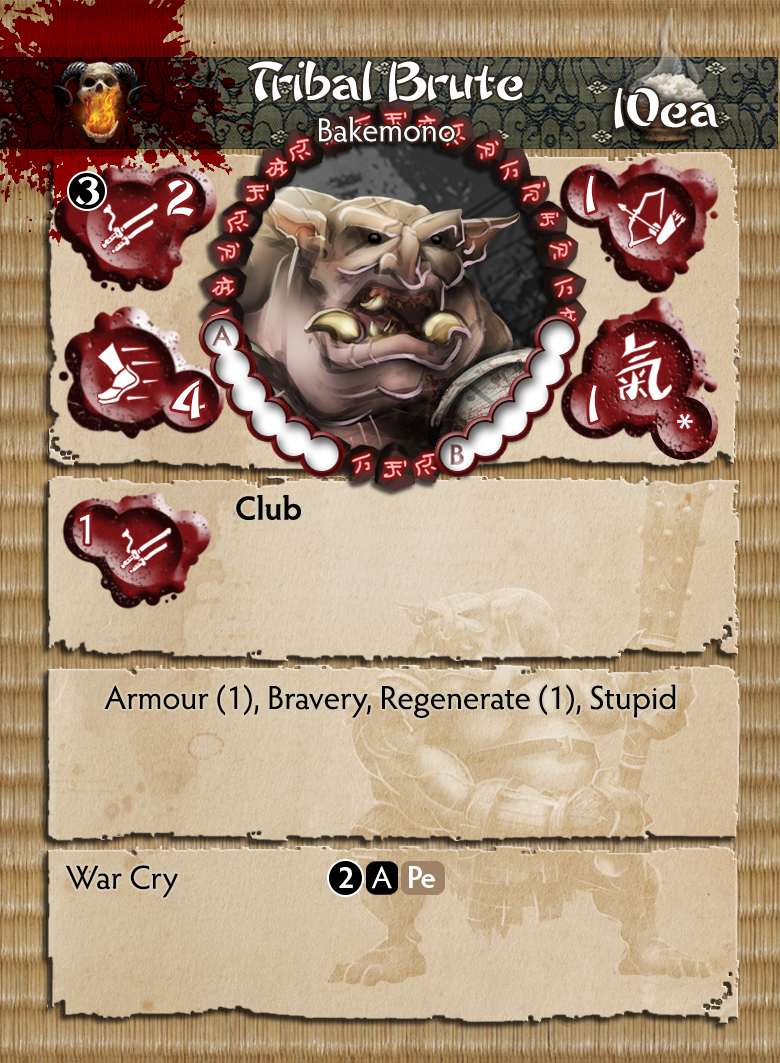 Tribal Brute
10ea
Bakemono
3 2
1
A
4
氣
1 *
B
Club
1
Armour (1), Bravery, Regenerate (1), Stupid
War Cry 2 A Pe